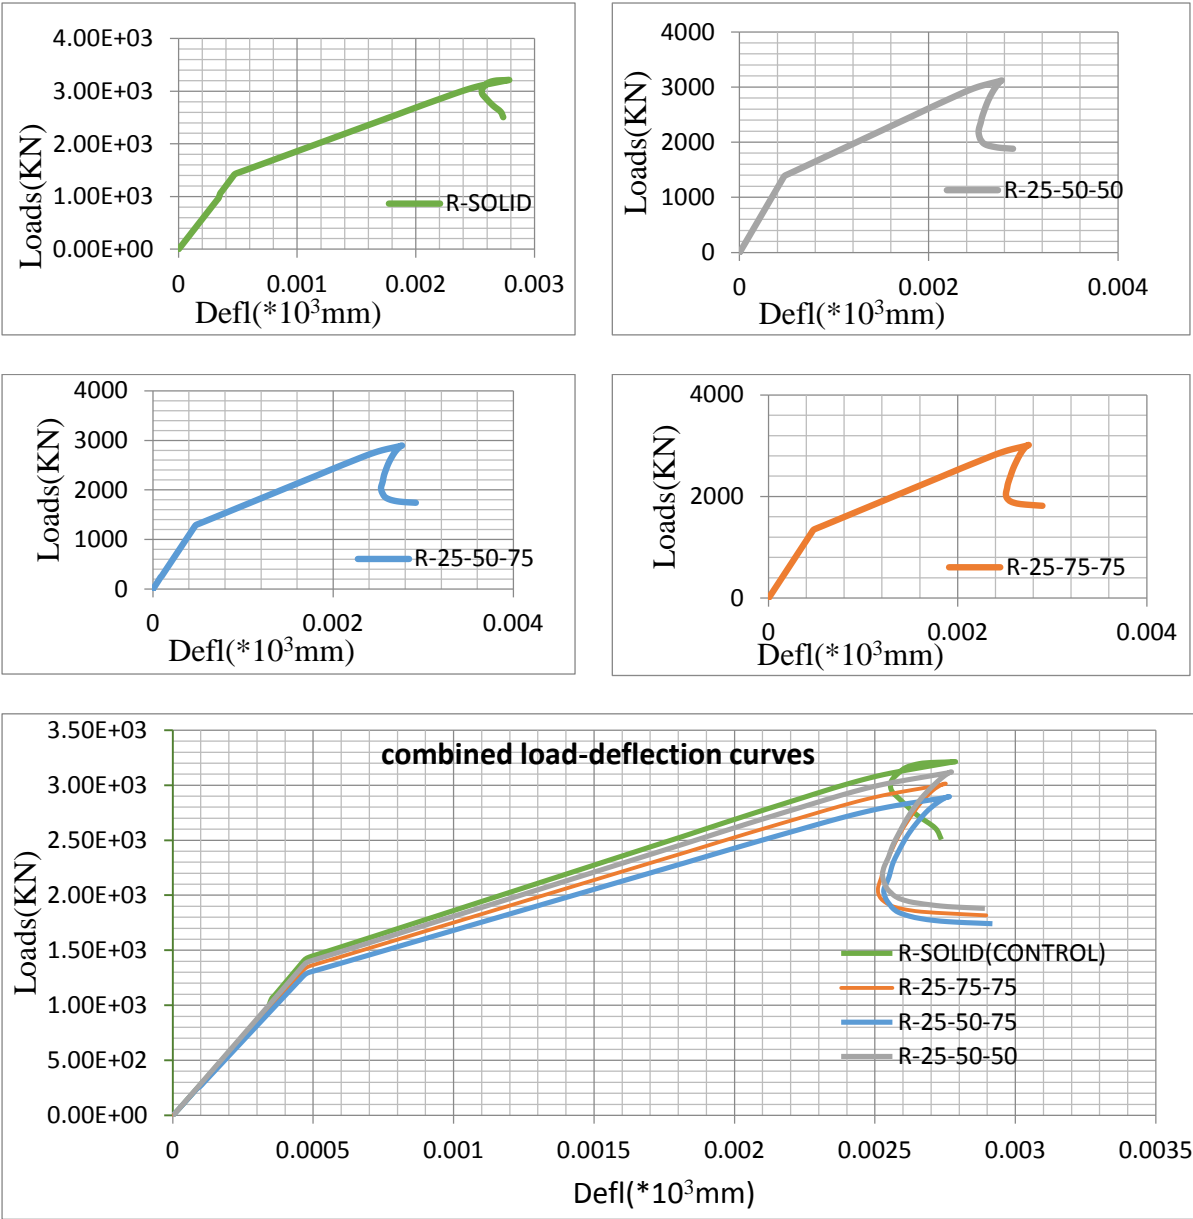 4.00E+03
3.00E+03
2.00E+03
1.00E+03
0.00E+00
Loads(KN)
R-SOLID
0 0.001 0.002 0.003
Defl(*10³mm)
4000
3000
2000
1000
0
Loads(KN)
R-25-50-50
0 0.002 0.004
Defl(*10³mm)
4000
3000
2000
1000
0
Loads(KN)
R-25-50-75
0 0.002 0.004
Defl(*10³mm)
4000
2000
0
Loads(KN)
R-25-75-75
0 0.002 0.004
Defl(*10³mm)
combined load-deflection curves
3.50E+03
3.00E+03
2.50E+03
2.00E+03
1.50E+03
1.00E+03
5.00E+02
0.00E+00
Loads(KN)
R-SOLID(CONTROL)
R-25-75-75
R-25-50-75
R-25-50-50
0 0.0005 0.001 0.0015 0.002 0.0025 0.003 0.0035
Defl(*10³mm)